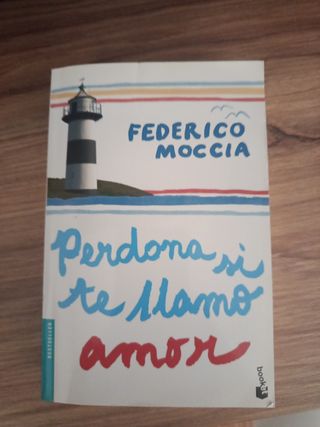 FEDERICO
MOCCIA
Perdona si
te llamo
amor
BESTSELLER
booket